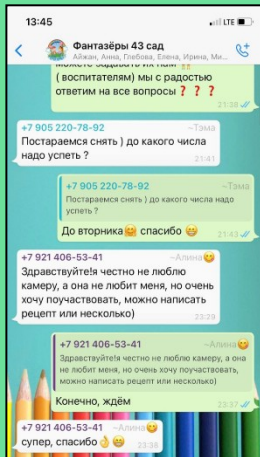 13:45
LTE
Фантазёры 43 сад
Айжан, Анна, Глебова, Елена, Ирина, Ми...
можете задавать их нам
( воспитателям) мы с радостью
ответим на все вопросы ❓ ❓ ❓
21:38
+7 905 220-78-92 ~Тэма
Постараемся снять ) до какого числа
надо успеть ?
21:41
+7 905 220-78-92 ~Тэма
Постараемся снять ) до какого числа надо
успеть ?
До вторника🤗 спасибо 😁
21:43
+7 921 406-53-41 ~Алина😋
Здравствуйте!я честно не люблю
камеру, а она не любит меня, но очень
хочу поучаствовать, можно написать
рецепт или несколько)
23:29
+7 921 406-53-41 ~Алина😋
Здравствуйте!я честно не люблю камеру, а она
не любит меня, но очень хочу поучаствовать,
можно написать рецепт или несколько)
Конечно, ждём
23:37
+7 921 406-53-41 ~Алина😋
супер, спасибо👌😁
23:38